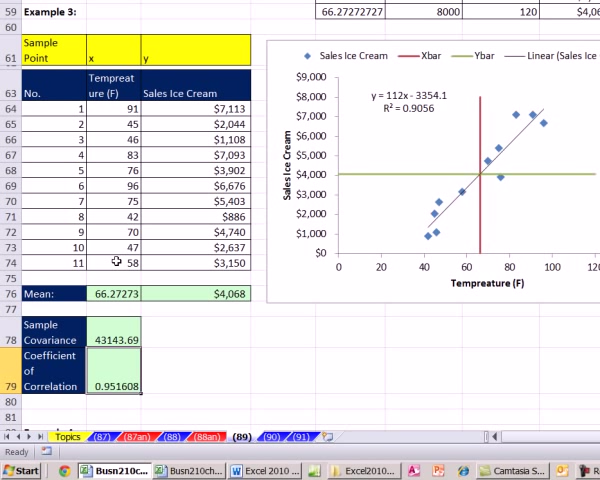 59 Example 3: 66.27272727 8000 120 $4,0
60
61 Sample Point x y
63 No. Tempreature (F) Sales Ice Cream
64 1 91 $7,113
65 2 45 $2,044
66 3 46 $1,108
67 4 83 $7,093
68 5 76 $3,902
69 6 96 $6,676
70 7 75 $5,403
71 8 42 $886
72 9 70 $4,740
73 10 47 $2,637
74 11 58 $3,150
75
76 Mean: 66.27273 $4,068
77
78 Sample Covariance 43143.69
79 Coefficient of Correlation 0.951608
80
81
Sales Ice Cream Xbar Ybar Linear (Sales Ice
y = 112x - 3354.1
R² = 0.9056
Sales Ice Cream
$9,000
$8,000
$7,000
$6,000
$5,000
$4,000
$3,000
$2,000
$1,000
$0
0 20 40 60 80 100 120
Tempreature (F)
Topics (87) (87an) (88) (88an) (89) (90) (91)
Ready
Start Busn210c... Busn210ch... Excel 2010 ... Excel2010... Camtasia S...